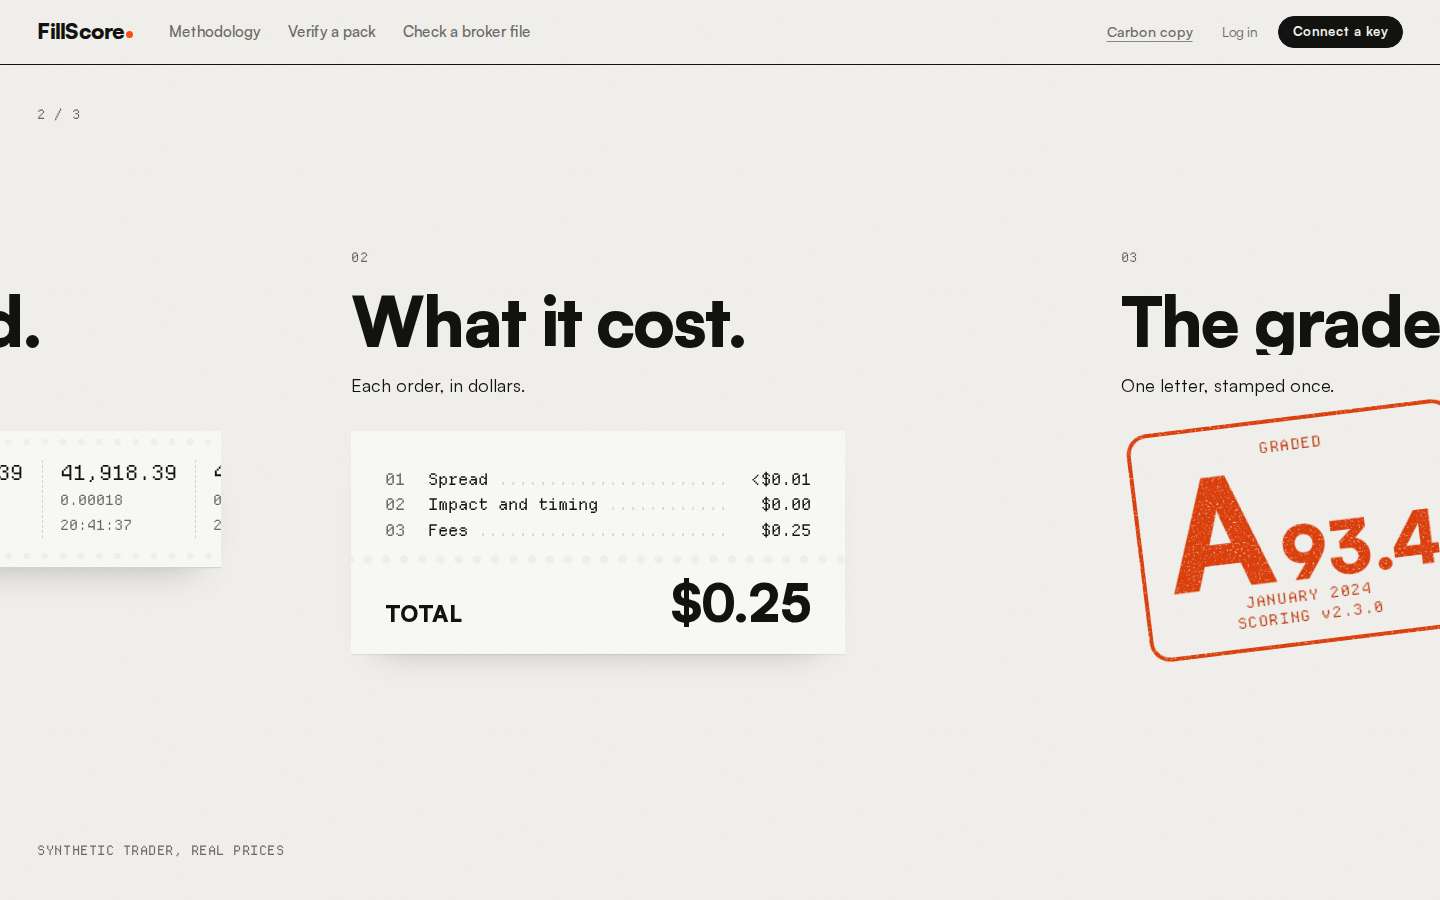 FillScore.
Methodology
Verify a pack
Check a broker file
Carbon copy
Log in
Connect a key
2 / 3
d.
39
41,918.39
0.00018
20:41:37
02
What it cost.
Each order, in dollars.
01 Spread <$0.01
02 Impact and timing $0.00
03 Fees $0.25
TOTAL $0.25
03
The grade
One letter, stamped once.
GRADED
A 93.4
JANUARY 2024
SCORING v2.3.0
SYNTHETIC TRADER, REAL PRICES